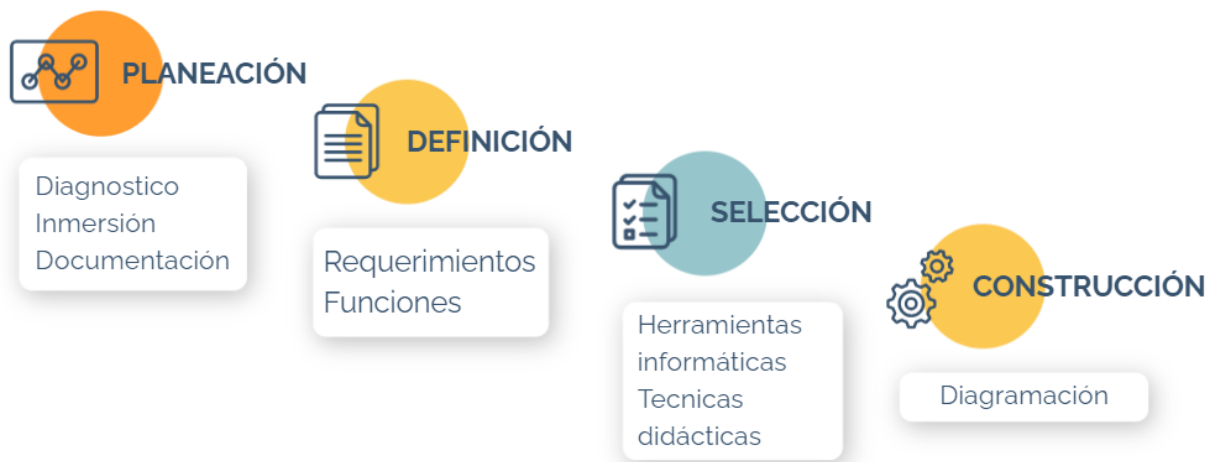 PLANEACIÓN
Diagnostico
Inmersión
Documentación
DEFINICIÓN
Requerimientos
Funciones
SELECCIÓN
Herramientas
informáticas
Tecnicas
didácticas
CONSTRUCCIÓN
Diagramación